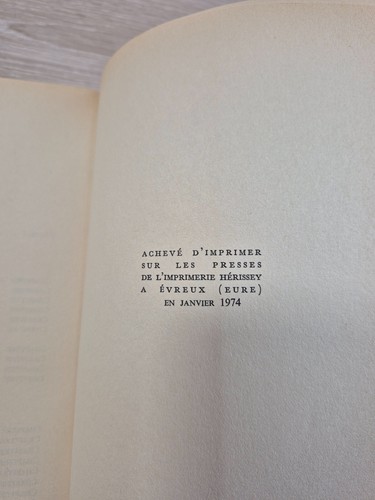 ACHEVÉ D'IMPRIMER
SUR LES PRESSES
DE L'IMPRIMERIE HÉRISSEY
A ÉVREUX (EURE)
EN JANVIER 1974